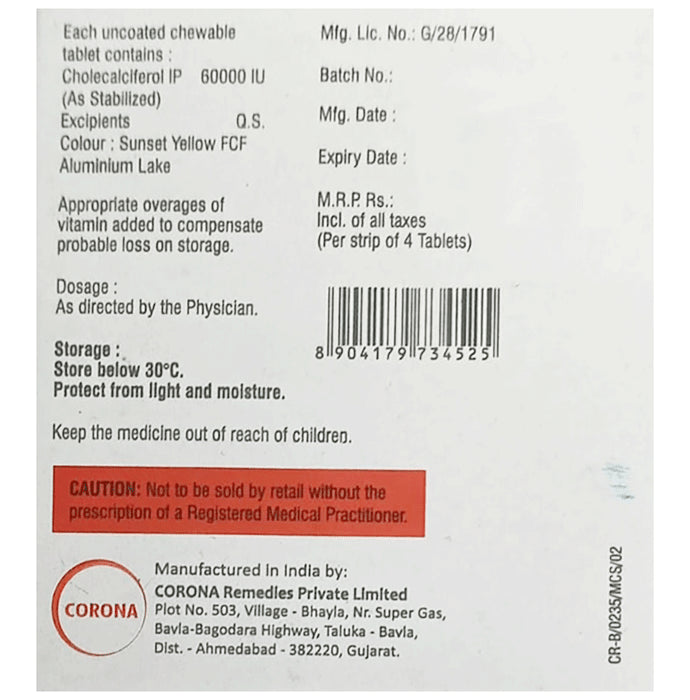 Each uncoated chewable
tablet contains :
Cholecalciferol IP 60000 IU
(As Stabilized)
Excipients Q.S.
Colour : Sunset Yellow FCF
Aluminium Lake
Appropriate overages of
vitamin added to compensate
probable loss on storage.
Dosage :
As directed by the Physician.
Storage :
Store below 30°C.
Protect from light and moisture.
Keep the medicine out of reach of children.
Mfg. Lic. No.: G/28/1791
Batch No.:
Mfg. Date :
Expiry Date :
M.R.P. Rs.:
Incl. of all taxes
(Per strip of 4 Tablets)
8 904179 734525
CAUTION: Not to be sold by retail without the
prescription of a Registered Medical Practitioner.
CORONA
Manufactured in India by:
CORONA Remedies Private Limited
Plot No. 503, Village - Bhayla, Nr. Super Gas,
Bavla-Bagodara Highway, Taluka - Bavla,
Dist. - Ahmedabad - 382220, Gujarat.
CR-B/0235/MCS/02